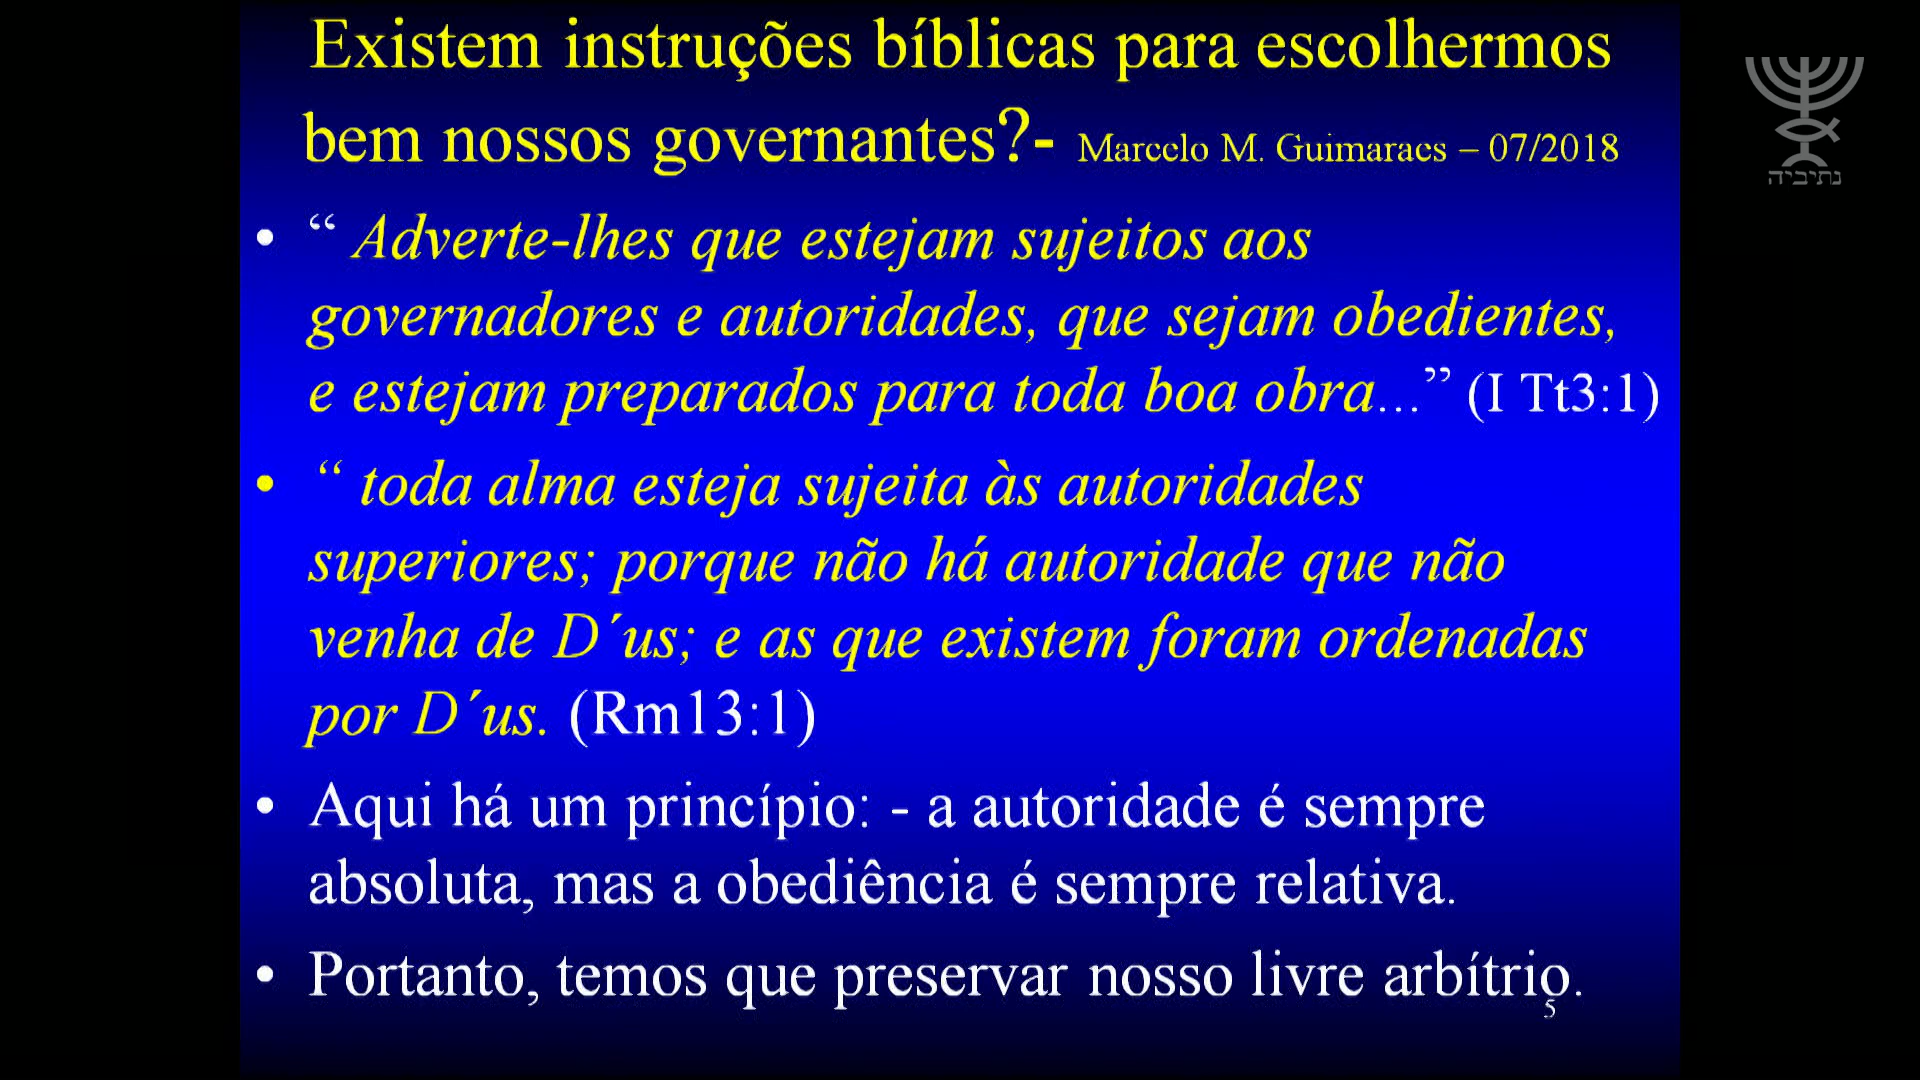 Existem instruções bíblicas para escolhermos
bem nossos governantes?- Marcelo M. Guimaraes – 07/2018
נתיביה
• “ Adverte-lhes que estejam sujeitos aos
governadores e autoridades, que sejam obedientes,
e estejam preparados para toda boa obra...” (I Tt3:1)
• “ toda alma esteja sujeita às autoridades
superiores; porque não há autoridade que não
venha de D´us; e as que existem foram ordenadas
por D´us. (Rm13:1)
• Aqui há um princípio: - a autoridade é sempre
absoluta, mas a obediência é sempre relativa.
• Portanto, temos que preservar nosso livre arbítrio.
5